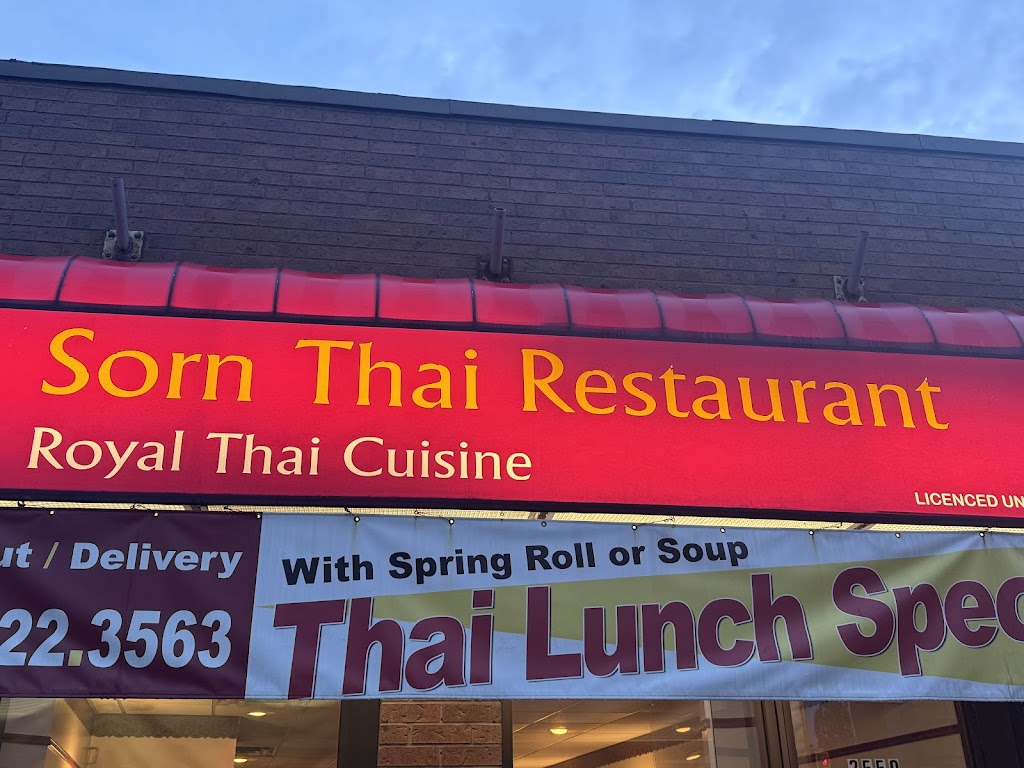 Sorn Thai Restaurant
Royal Thai Cuisine
LICENCED UN
ut / Delivery
22.3563
With Spring Roll or Soup
Thai Lunch Spec